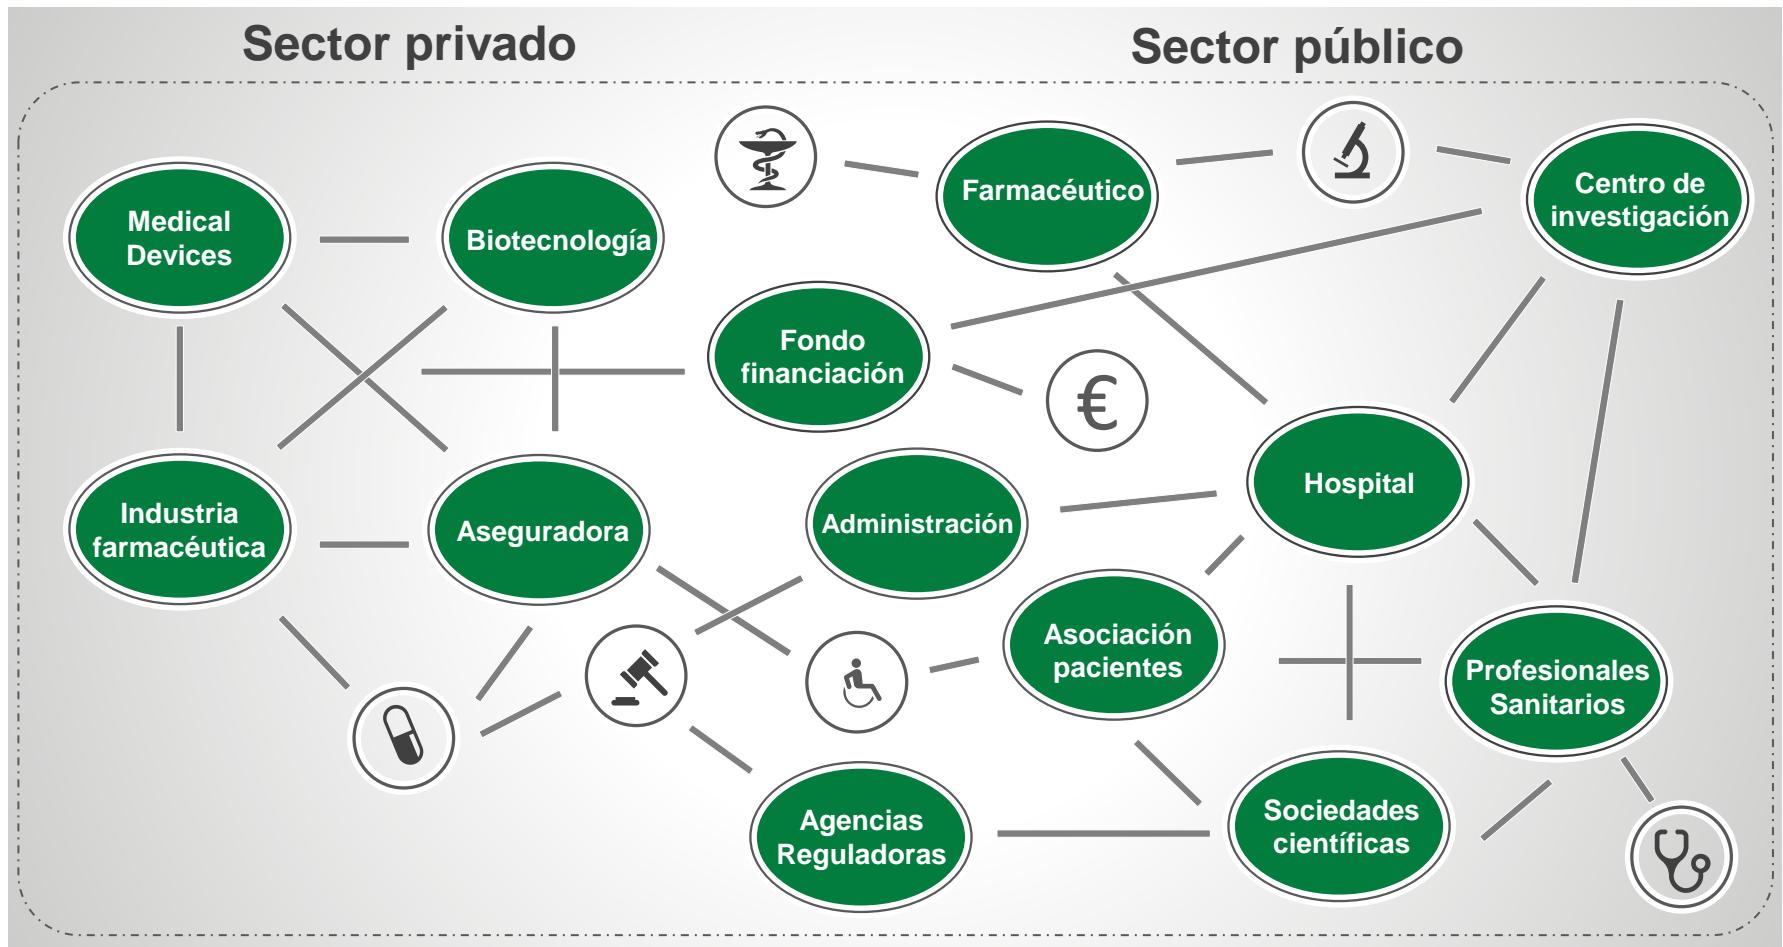 Sector privado
Sector público
Medical
Devices
Biotecnología
Farmacéutico
Centro de
investigación
Fondo
financiación
€
Industria
farmacéutica
Aseguradora
Administración
Hospital
Asociación
pacientes
Profesionales
Sanitarios
Agencias
Reguladoras
Sociedades
científicas